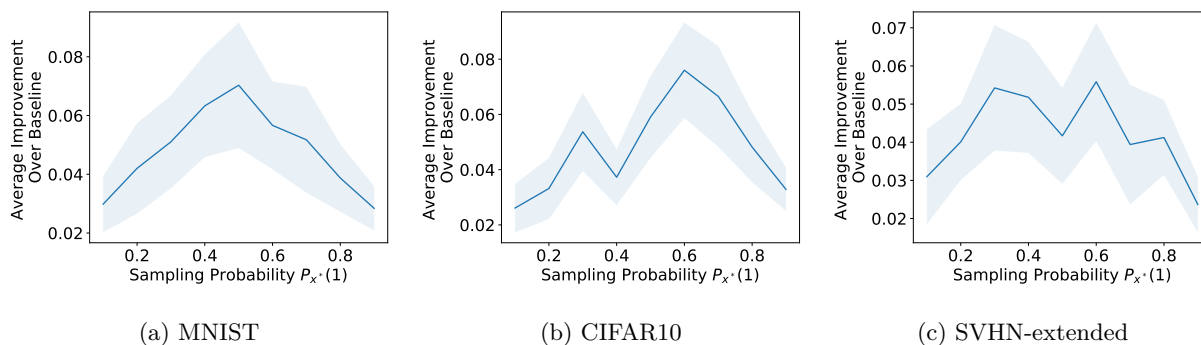 Average Improvement
Over Baseline
0.08
0.06
0.04
0.02
0.2
0.4
0.6
0.8
Sampling Probability P_{x*}(1)
(a) MNIST
Average Improvement
Over Baseline
0.08
0.06
0.04
0.02
0.2
0.4
0.6
0.8
Sampling Probability P_{x*}(1)
(b) CIFAR10
Average Improvement
Over Baseline
0.07
0.06
0.05
0.04
0.03
0.02
0.2
0.4
0.6
0.8
Sampling Probability P_{x*}(1)
(c) SVHN-extended